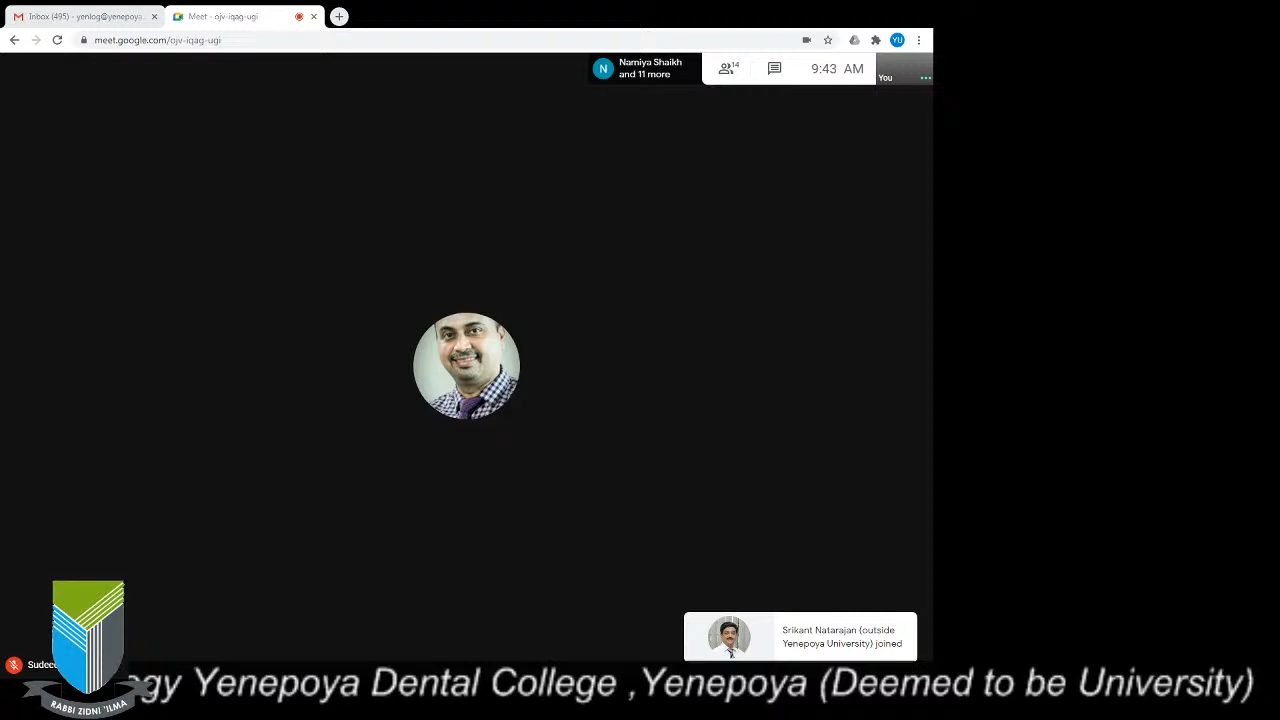 Inbox (495) - yenlog@yenepoya.
Meet - ojv-iqag-ugi
meet.google.com/ojv-iqag-ugi
YU
N
Namiya Shaikh
and 11 more
14
9:43 AM
You
Srikant Natarajan (outside
Yenepoya University) joined
Sudee
gy Yenepoya Dental College ,Yenepoya (Deemed to be University)
RABBI ZIDNI 'ILMA